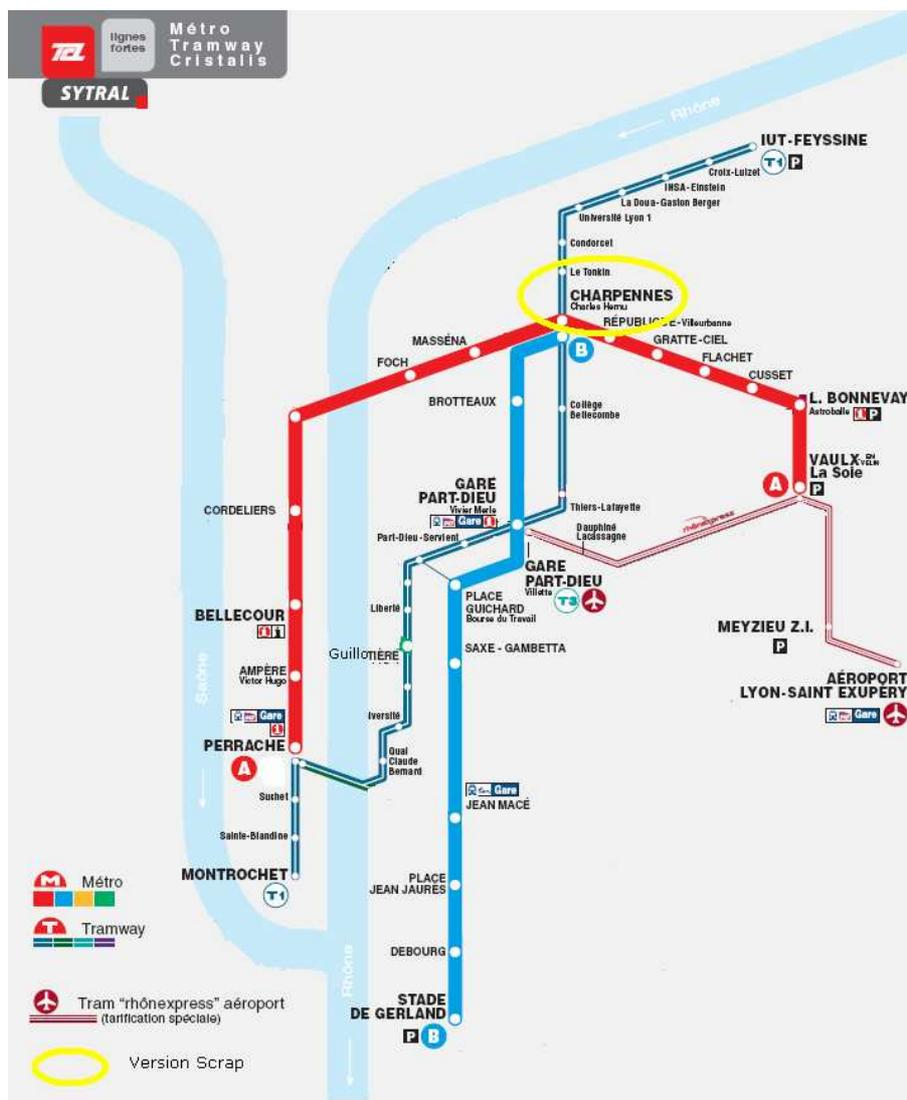 TCL
lignes
fortes
Métro
Tramway
Cristalis
SYTRAL
Rhône
IUT-FEYSSINE
T1 P
Croix-Luizet
INSA-Einstein
La Doua-Gaston Berger
Université Lyon 1
Condorcet
Le Tonkin
CHARPENNES
Charles Hernu
RÉPUBLIQUE-Villeurbanne
B
GRATTE-CIEL
MASSÉNA
FLACHET
FOCH
CUSSET
BROTTEAUX
L. BONNEVAY
Astroballe P
Collège
Bellecombe
VAULX-EN
VELIN
La Soie
A
P
GARE
PART-DIEU
Vivier Merle
Gare
CORDELIERS
Thiers-Lafayette
rhônexpress
Part-Dieu-Servient
Dauphiné
Lacassagne
GARE
PART-DIEU
Villette
T3
PLACE
GUICHARD
Bourse du Travail
Liberté
BELLECOUR
MEYZIEU Z.I.
P
SAXE - GAMBETTA
Guillo
TIÈRE
AMPÈRE
Victor Hugo
AÉROPORT
LYON-SAINT EXUPÉRY
Gare
Saône
Gare
iversité
PERRACHE
A
Quai
Claude
Bernard
Suchet
Gare
JEAN MACÉ
Sainte-Blandine
MONTROCHET
T1
PLACE
JEAN JAURÈS
M Métro
T Tramway
DEBOURG
Rhône
STADE
DE GERLAND
P B
Tram "rhônexpress" aéroport
(tarification spéciale)
Version Scrap